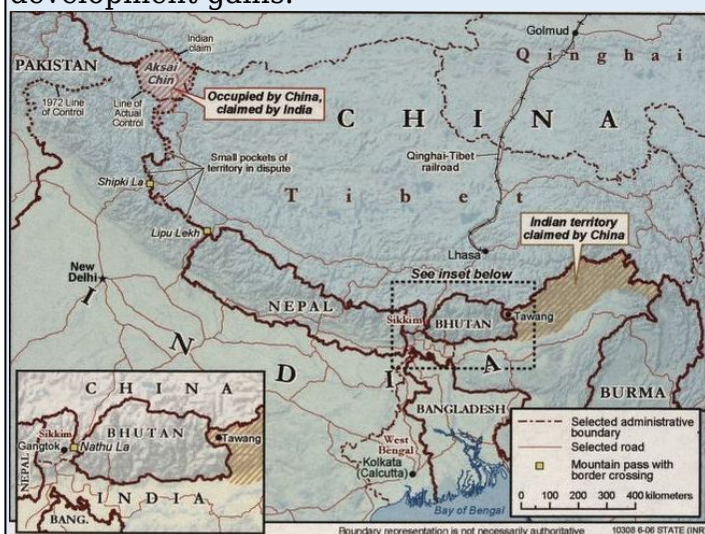 development gains.
Golmud
Qinghai
Indian
claim
PAKISTAN
Aksai
Chin
1972 Line
of Control
Line of
Actual
Control
Occupied by China,
claimed by India
CHINA
Small pockets
of territory
in dispute
Qinghai-Tibet
railroad
Shipki La
Tibet
Lipu Lekh
Indian territory
claimed by China
Lhasa
New
Delhi
See inset below
NEPAL
Sikkim
BHUTAN
Tawang
INDIA
BURMA
BANGLADESH
West
Bengal
Kolkata
(Calcutta)
Bay of Bengal
CHINA
Sikkim
BHUTAN
Tawang
Gangtok
Nathu La
NEPAL
INDIA
BANG.
Selected administrative
boundary
Selected road
Mountain pass with
border crossing
0 100 200 300 400 kilometers
Boundary representation is not necessarily authoritative
10308 6-06 STATE (INR)